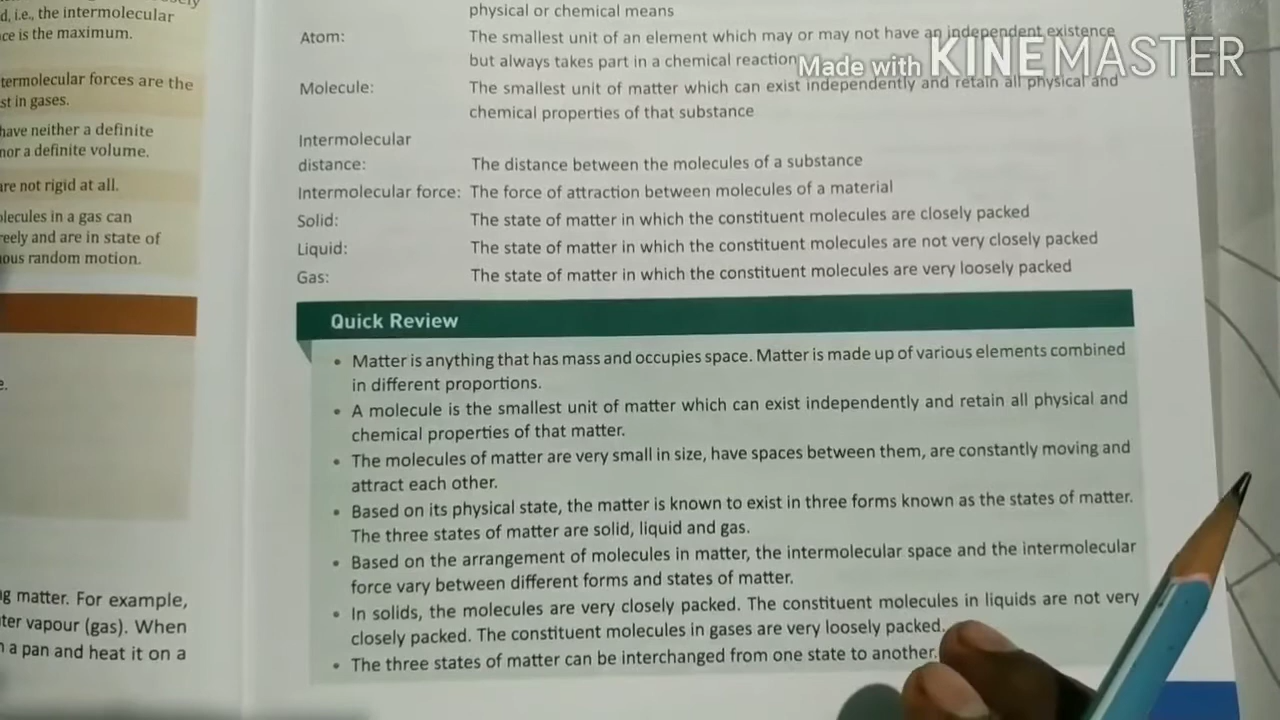 d, i.e., the intermolecular
ce is the maximum.
termolecular forces are the
st in gases.
have neither a definite
nor a definite volume.
are not rigid at all.
olecules in a gas can
reely and are in state of
ous random motion.
e.
g matter. For example,
ter vapour (gas). When
a pan and heat it on a
physical or chemical means
Atom: The smallest unit of an element which may or may not have an independent existence
but always takes part in a chemical reaction
Made with KINEMASTER
Molecule: The smallest unit of matter which can exist independently and retain all physical and
chemical properties of that substance
Intermolecular
distance: The distance between the molecules of a substance
Intermolecular force: The force of attraction between molecules of a material
Solid: The state of matter in which the constituent molecules are closely packed
Liquid: The state of matter in which the constituent molecules are not very closely packed
Gas: The state of matter in which the constituent molecules are very loosely packed
Quick Review
• Matter is anything that has mass and occupies space. Matter is made up of various elements combined
in different proportions.
• A molecule is the smallest unit of matter which can exist independently and retain all physical and
chemical properties of that matter.
• The molecules of matter are very small in size, have spaces between them, are constantly moving and
attract each other.
• Based on its physical state, the matter is known to exist in three forms known as the states of matter.
The three states of matter are solid, liquid and gas.
• Based on the arrangement of molecules in matter, the intermolecular space and the intermolecular
force vary between different forms and states of matter.
• In solids, the molecules are very closely packed. The constituent molecules in liquids are not very
closely packed. The constituent molecules in gases are very loosely packed.
• The three states of matter can be interchanged from one state to another.